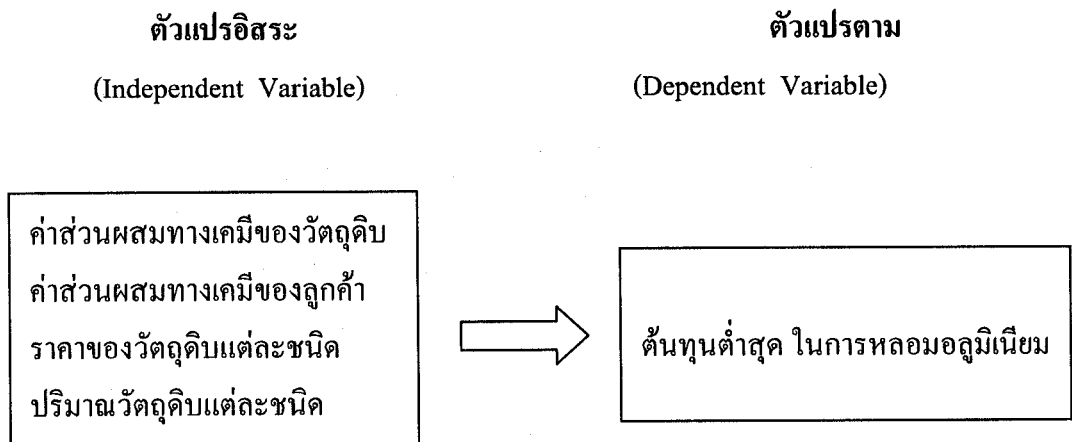 ตัวแปรอิสระ
(Independent Variable)
ตัวแปรตาม
(Dependent Variable)
ค่าส่วนผสมทางเคมีของวัตถุดิบ
ค่าส่วนผสมทางเคมีของลูกค้า
ราคาของวัตถุดิบแต่ละชนิด
ปริมาณวัตถุดิบแต่ละชนิด
ต้นทุนต่ำสุด ในการหลอมอลูมิเนียม